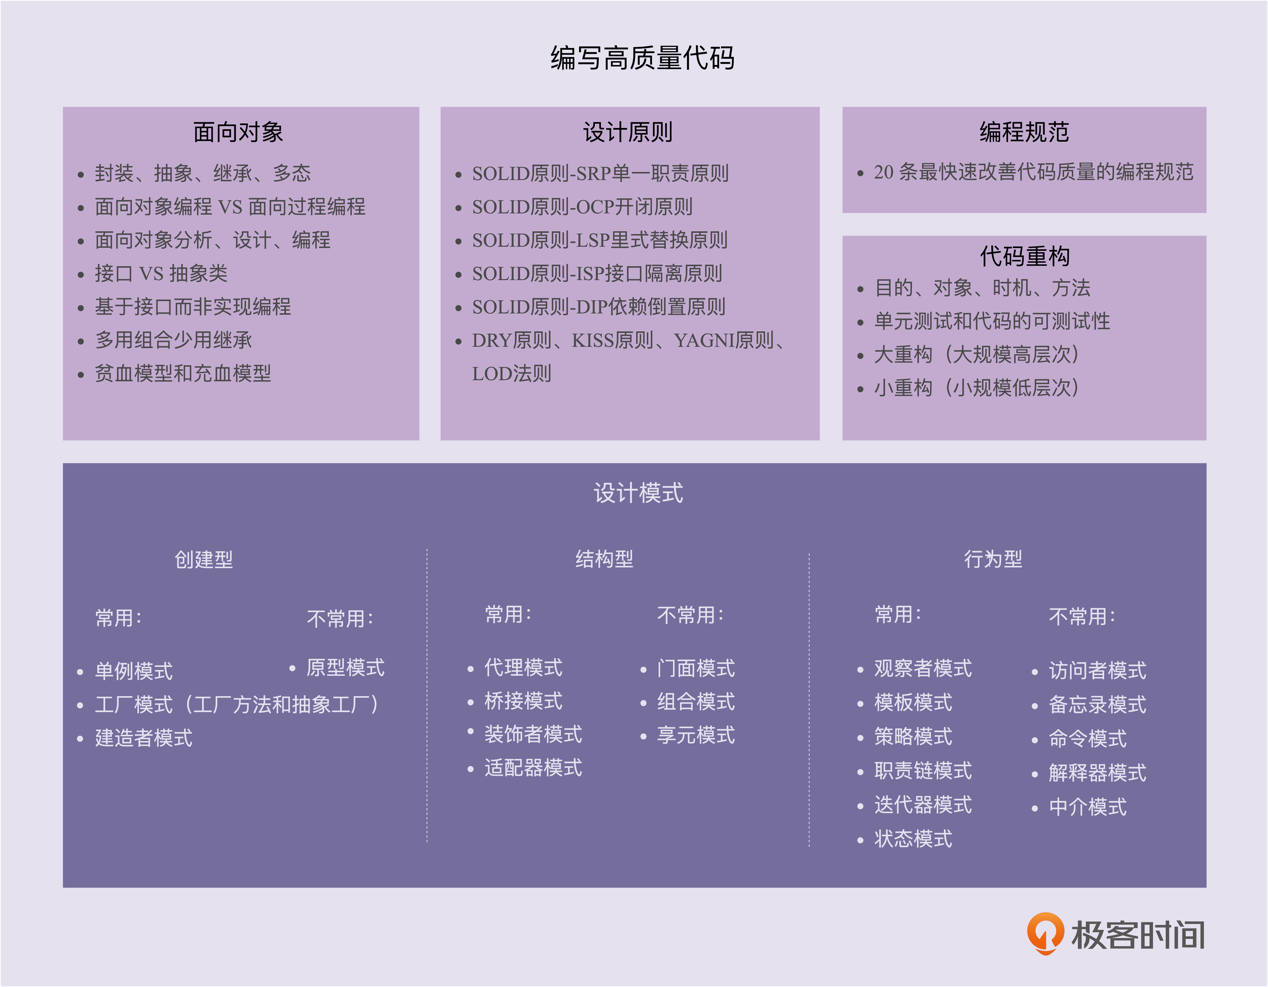 编写高质量代码
面向对象
封装、抽象、继承、多态
面向对象编程 VS 面向过程编程
面向对象分析、设计、编程
接口 VS 抽象类
基于接口而非实现编程
多用组合少用继承
贫血模型和充血模型
设计原则
SOLID原则-SRP单一职责原则
SOLID原则-OCP开闭原则
SOLID原则-LSP里式替换原则
SOLID原则-ISP接口隔离原则
SOLID原则-DIP依赖倒置原则
DRY原则、KISS原则、YAGNI原则、
LOD法则
编程规范
20 条最快速改善代码质量的编程规范
代码重构
目的、对象、时机、方法
单元测试和代码的可测试性
大重构（大规模高层次）
小重构（小规模低层次）
设计模式
创建型
常用：
单例模式
工厂模式（工厂方法和抽象工厂）
建造者模式
不常用：
原型模式
结构型
常用：
代理模式
桥接模式
装饰者模式
适配器模式
不常用：
门面模式
组合模式
享元模式
行为型
常用：
观察者模式
模板模式
策略模式
职责链模式
迭代器模式
状态模式
不常用：
访问者模式
备忘录模式
命令模式
解释器模式
中介模式
极客时间